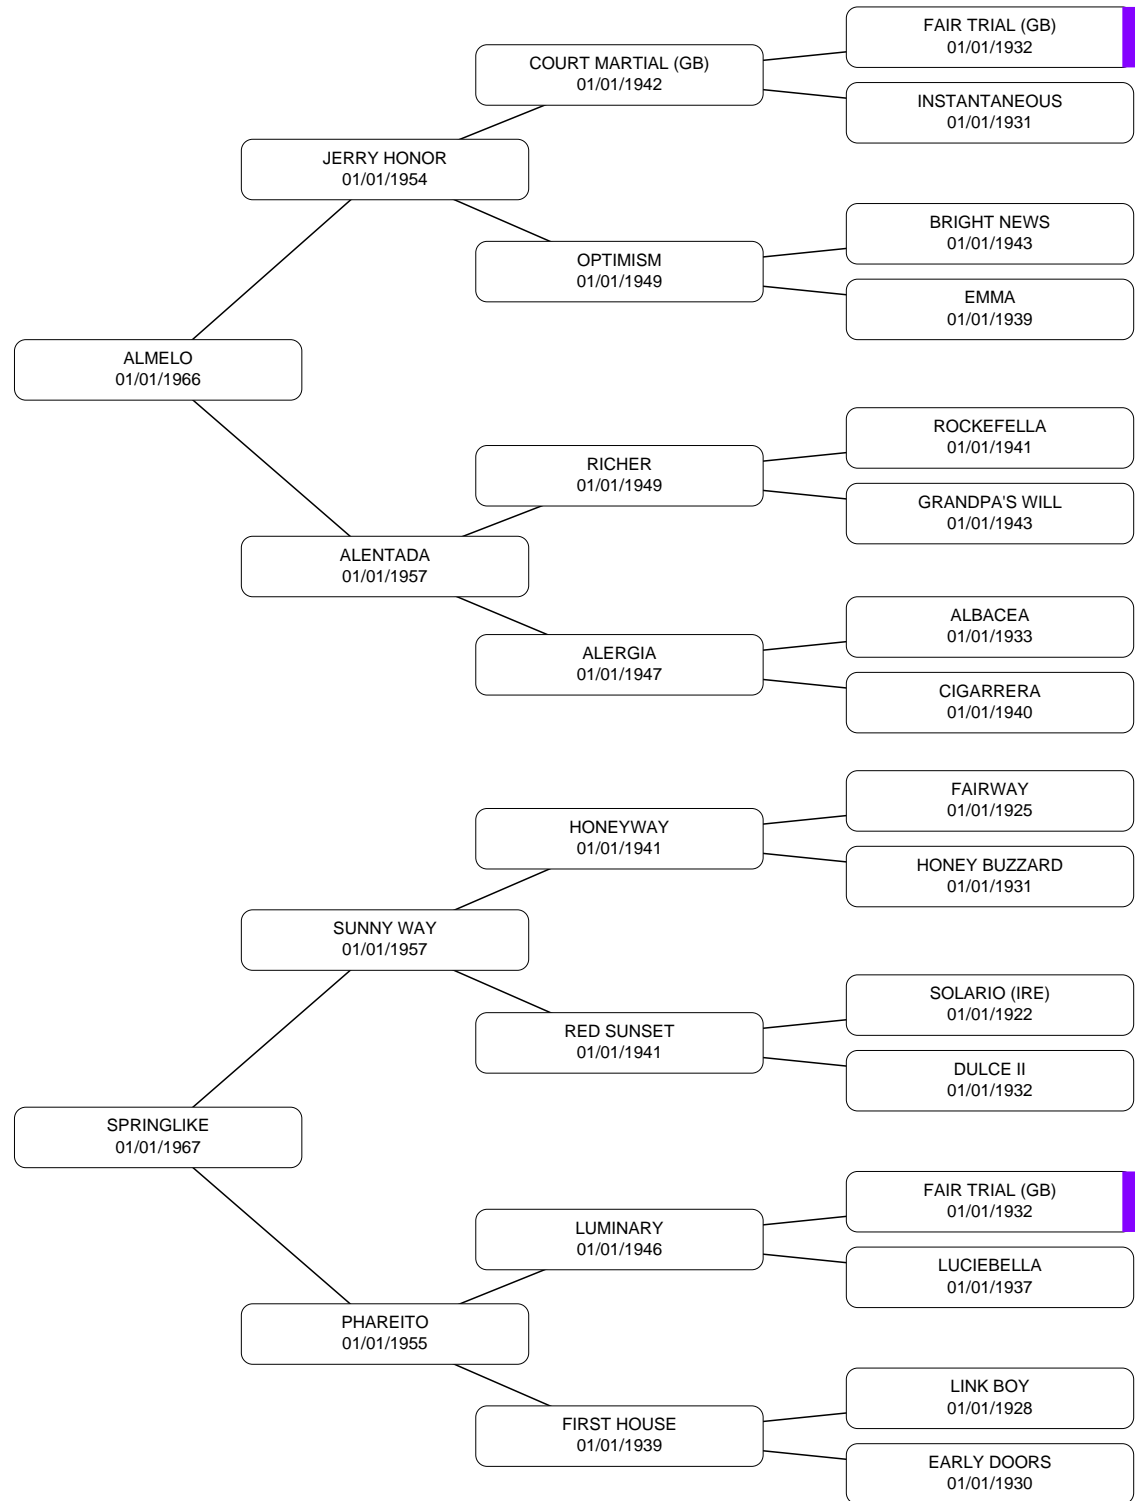 FAIR TRIAL (GB)
01/01/1932
COURT MARTIAL (GB)
01/01/1942
INSTANTANEOUS
01/01/1931
JERRY HONOR
01/01/1954
BRIGHT NEWS
01/01/1943
OPTIMISM
01/01/1949
EMMA
01/01/1939
ALMELO
01/01/1966
ROCKEFELLA
01/01/1941
RICHER
01/01/1949
GRANDPA'S WILL
01/01/1943
ALENTADA
01/01/1957
ALBACEA
01/01/1933
ALERGIA
01/01/1947
CIGARRERA
01/01/1940
FAIRWAY
01/01/1925
HONEYWAY
01/01/1941
HONEY BUZZARD
01/01/1931
SUNNY WAY
01/01/1957
SOLARIO (IRE)
01/01/1922
RED SUNSET
01/01/1941
DULCE II
01/01/1932
SPRINGLIKE
01/01/1967
FAIR TRIAL (GB)
01/01/1932
LUMINARY
01/01/1946
LUCIEBELLA
01/01/1937
PHAREITO
01/01/1955
LINK BOY
01/01/1928
FIRST HOUSE
01/01/1939
EARLY DOORS
01/01/1930